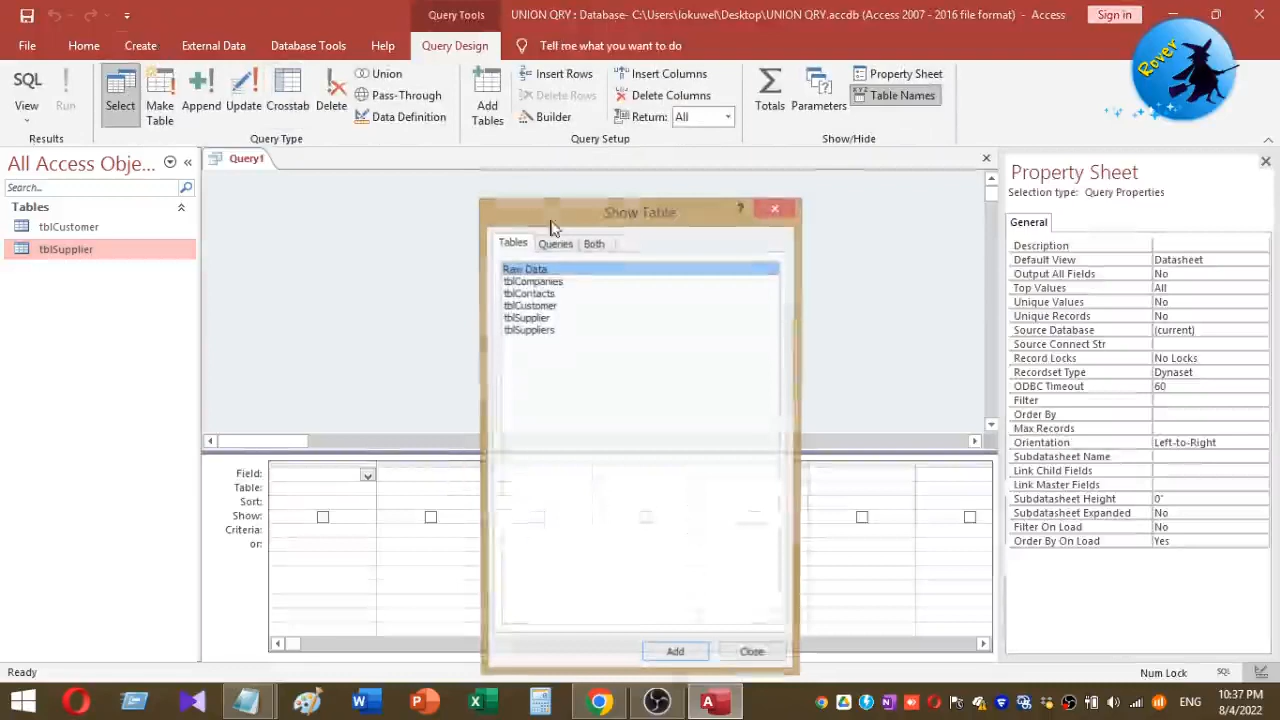 Query Tools
UNION QRY : Database- C:\Users\lokuwel\Desktop\UNION QRY.accdb (Access 2007 - 2016 file format) - Access
Sign in
File
Home
Create
External Data
Database Tools
Help
Query Design
Tell me what you want to do
Rover
SQL
View
Run
Results
Select
Make Table
Append
Update
Crosstab
Delete
Union
Pass-Through
Data Definition
Query Type
Add Tables
Insert Rows
Delete Rows
Builder
Insert Columns
Delete Columns
Return: All
Query Setup
Totals
Parameters
Property Sheet
XYZ
Table Names
Show/Hide
All Access Obje...
Search...
Tables
tblCustomer
tblSupplier
Query1
Show Table
?
Tables
Queries
Both
Raw Data
tblCompanies
tblContacts
tblCustomer
tblSupplier
tblSuppliers
Add
Close
Field:
Table:
Sort:
Show:
Criteria:
or:
Property Sheet
Selection type: Query Properties
General
Description
Default View Datasheet
Output All Fields No
Top Values All
Unique Values No
Unique Records No
Source Database (current)
Source Connect Str
Record Locks No Locks
Recordset Type Dynaset
ODBC Timeout 60
Filter
Order By
Max Records
Orientation Left-to-Right
Subdatasheet Name
Link Child Fields
Link Master Fields
Subdatasheet Height 0"
Subdatasheet Expanded No
Filter On Load No
Order By On Load Yes
Ready
Num Lock
SQL
ENG
10:37 PM
8/4/2022